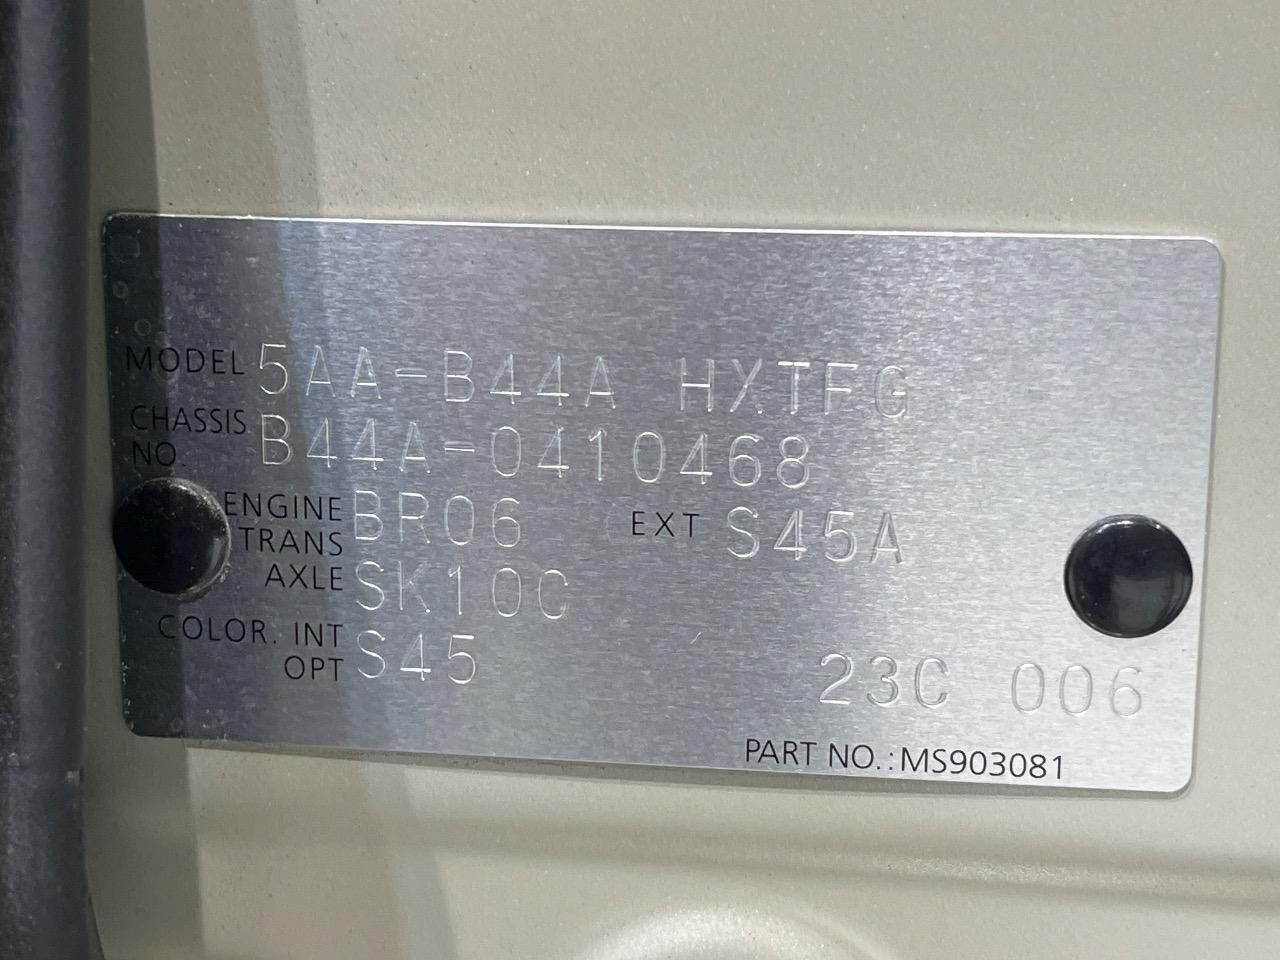 MODEL 5AA-B44A HXTFG
CHASSIS NO. B44A-0410468
ENGINE BR06 EXT S45A
TRANS
AXLE SK10C
COLOR. INT
OPT S45
23C 006
PART NO.:MS903081